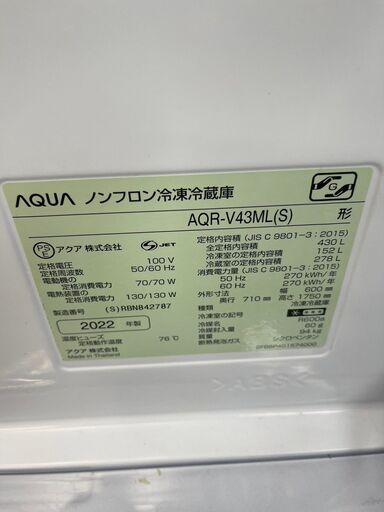 AQUA ノンフロン冷凍冷蔵庫
AQR-V43ML(S) 形
PS E アクア 株式会社 JET
定格電圧 100 V
定格周波数 50/60 Hz
電動機の
定格消費電力 70/70 W
電熱装置の
定格消費電力 130/130 W
製造番号 (S)RBNB42787
2022 年製
温度ヒューズ
定格動作温度 76℃
アクア 株式会社
Made in Thailand
定格内容積 (JIS C 9801-3:2015)
全定格内容積 430 L
冷凍室の定格内容積 152 L
冷蔵室の定格内容積 278 L
消費電力量 (JIS C 9801-3:2015)
50 Hz 270 kWh/年
60 Hz 270 kWh/年
外形寸法 幅 600 mm
奥行 710 mm 高さ 1750 mm
種類 冷凍冷蔵庫
冷凍室の記号
冷媒名 R600a
冷媒封入量 60 g
質量 94 kg
断熱発泡ガス シクロペンタン
>ABS<